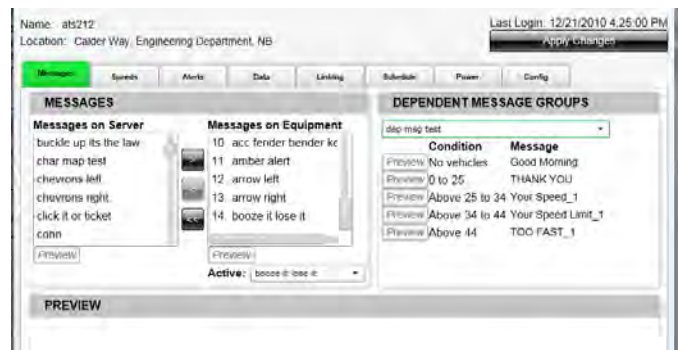 Name: ats212
Last Login: 12/21/2010 4:25:00 PM
Location: Calder Way, Engineering Department, NB
Apply Changes
Messages Speeds Alerts Data Linking Schedule Power Config
MESSAGES
Messages on Server
buckle up its the law
char map test
chevrons left
chevrons right
click it or ticket
conn
Preview
>
<<
Messages on Equipment
10 acc fender bender ke
11 amber alert
12 arrow left
13 arrow right
14 booze it lose it
Preview
Active: booze it lose it
DEPENDENT MESSAGE GROUPS
dep map test
Condition Message
Preview No vehicles Good Morning
Preview 0 to 25 THANK YOU
Preview Above 25 to 34 Your Speed_1
Preview Above 34 to 44 Your Speed Limit_1
Preview Above 44 TOO FAST_1
PREVIEW